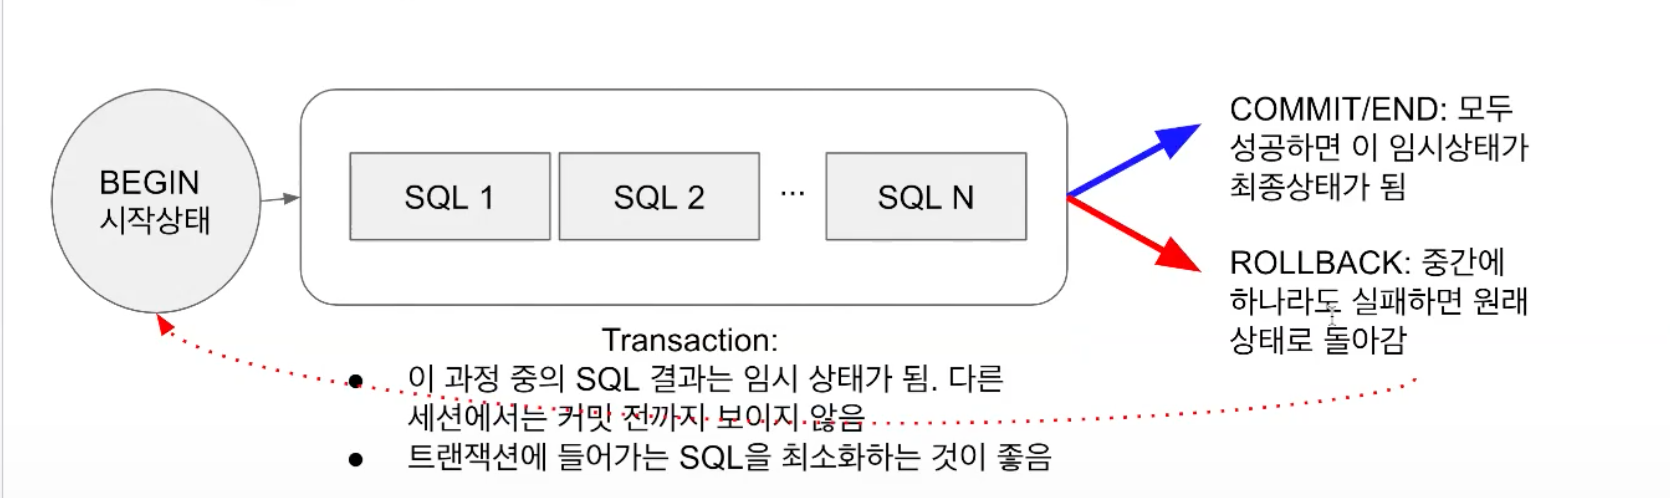 BEGIN
시작상태
SQL 1
SQL 2
...
SQL N
COMMIT/END: 모두
성공하면 이 임시상태가
최종상태가 됨
ROLLBACK: 중간에
하나라도 실패하면 원래
상태로 돌아감
Transaction:
● 이 과정 중의 SQL 결과는 임시 상태가 됨. 다른
세션에서는 커밋 전까지 보이지 않음
● 트랜잭션에 들어가는 SQL을 최소화하는 것이 좋음